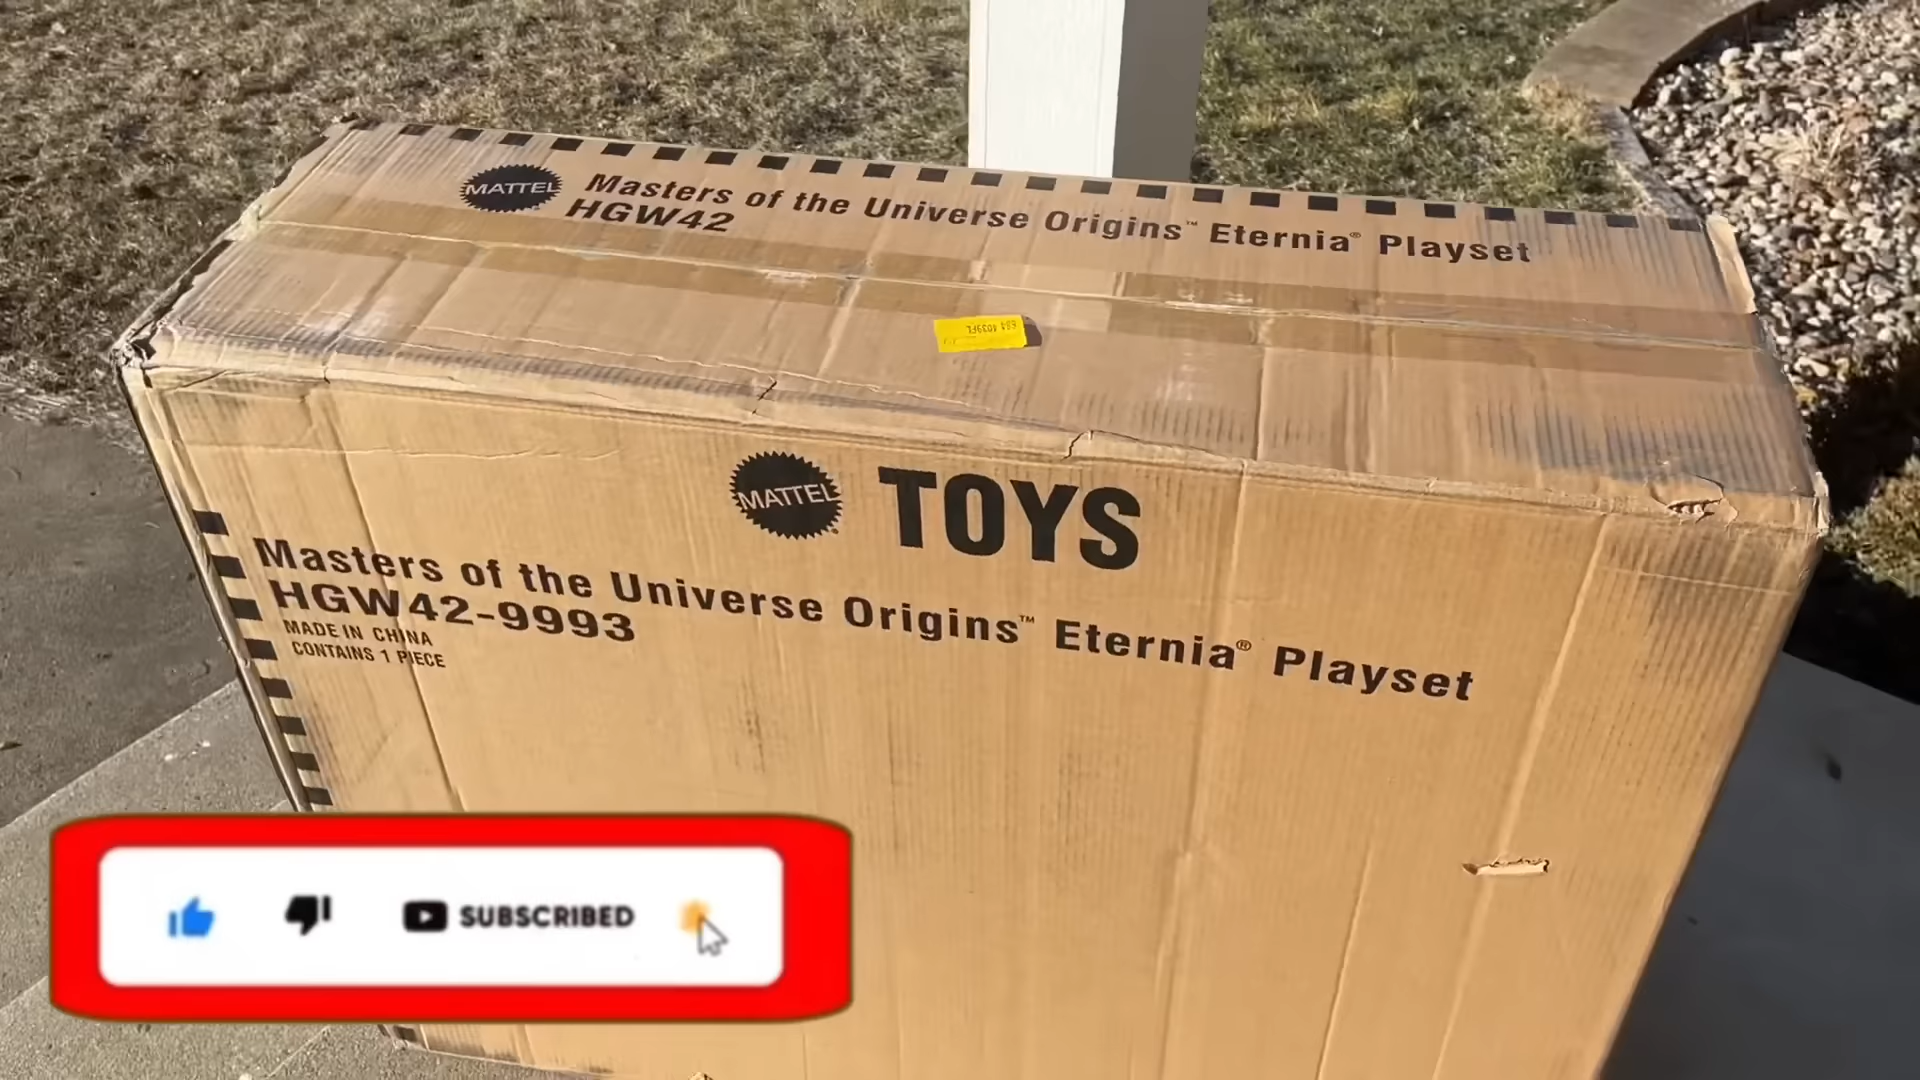 MATTEL
Masters of the Universe Origins™ Eternia® Playset
HGW42
MATTEL TOYS
Masters of the Universe Origins™ Eternia® Playset
HGW42-9993
MADE IN CHINA
CONTAINS 1 PIECE
SUBSCRIBED